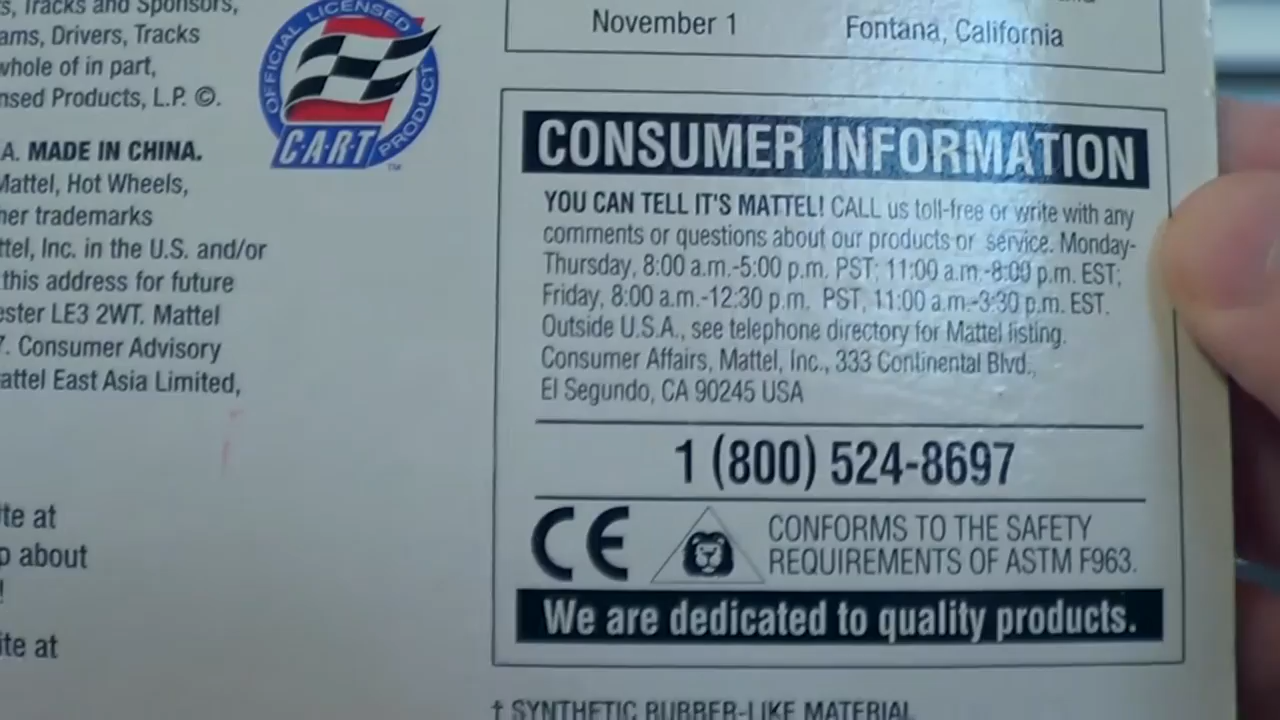 s, Tracks and Sponsors,
ams, Drivers, Tracks
whole of in part,
nsed Products, L.P. ©.
A. MADE IN CHINA.
Mattel, Hot Wheels,
her trademarks
ttel, Inc. in the U.S. and/or
this address for future
ester LE3 2WT. Mattel
7. Consumer Advisory
attel East Asia Limited,
ite at
p about
!
ite at
OFFICIAL LICENSED PRODUCT
C·A·R·T
TM
November 1 Fontana, California
CONSUMER INFORMATION
YOU CAN TELL IT'S MATTEL! CALL us toll-free or write with any
comments or questions about our products or service. Monday-
Thursday, 8:00 a.m.-5:00 p.m. PST; 11:00 a.m.-8:00 p.m. EST;
Friday, 8:00 a.m.-12:30 p.m. PST, 11:00 a.m.-3:30 p.m. EST.
Outside U.S.A., see telephone directory for Mattel listing.
Consumer Affairs, Mattel, Inc., 333 Continental Blvd.,
El Segundo, CA 90245 USA
1 (800) 524-8697
CE
CONFORMS TO THE SAFETY
REQUIREMENTS OF ASTM F963.
We are dedicated to quality products.
† SYNTHETIC RUBBER-LIKE MATERIAL